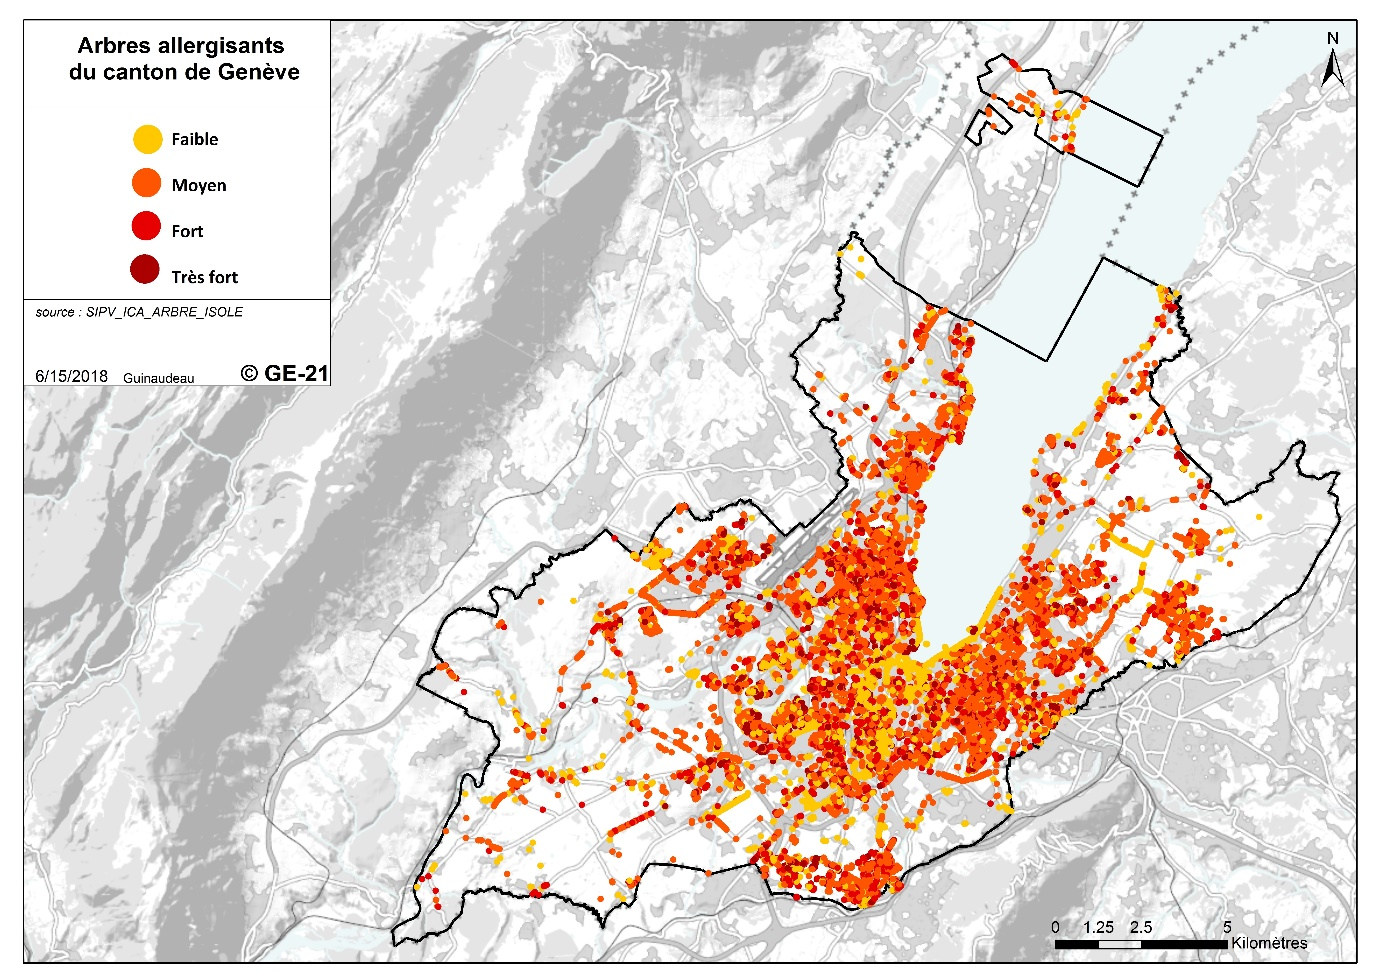 Arbres allergisants
du canton de Genève
Faible
Moyen
Fort
Très fort
source : SIPV_ICA_ARBRE_ISOLE
6/15/2018 Guinaudeau © GE-21
N
0 1.25 2.5 5
Kilomètres